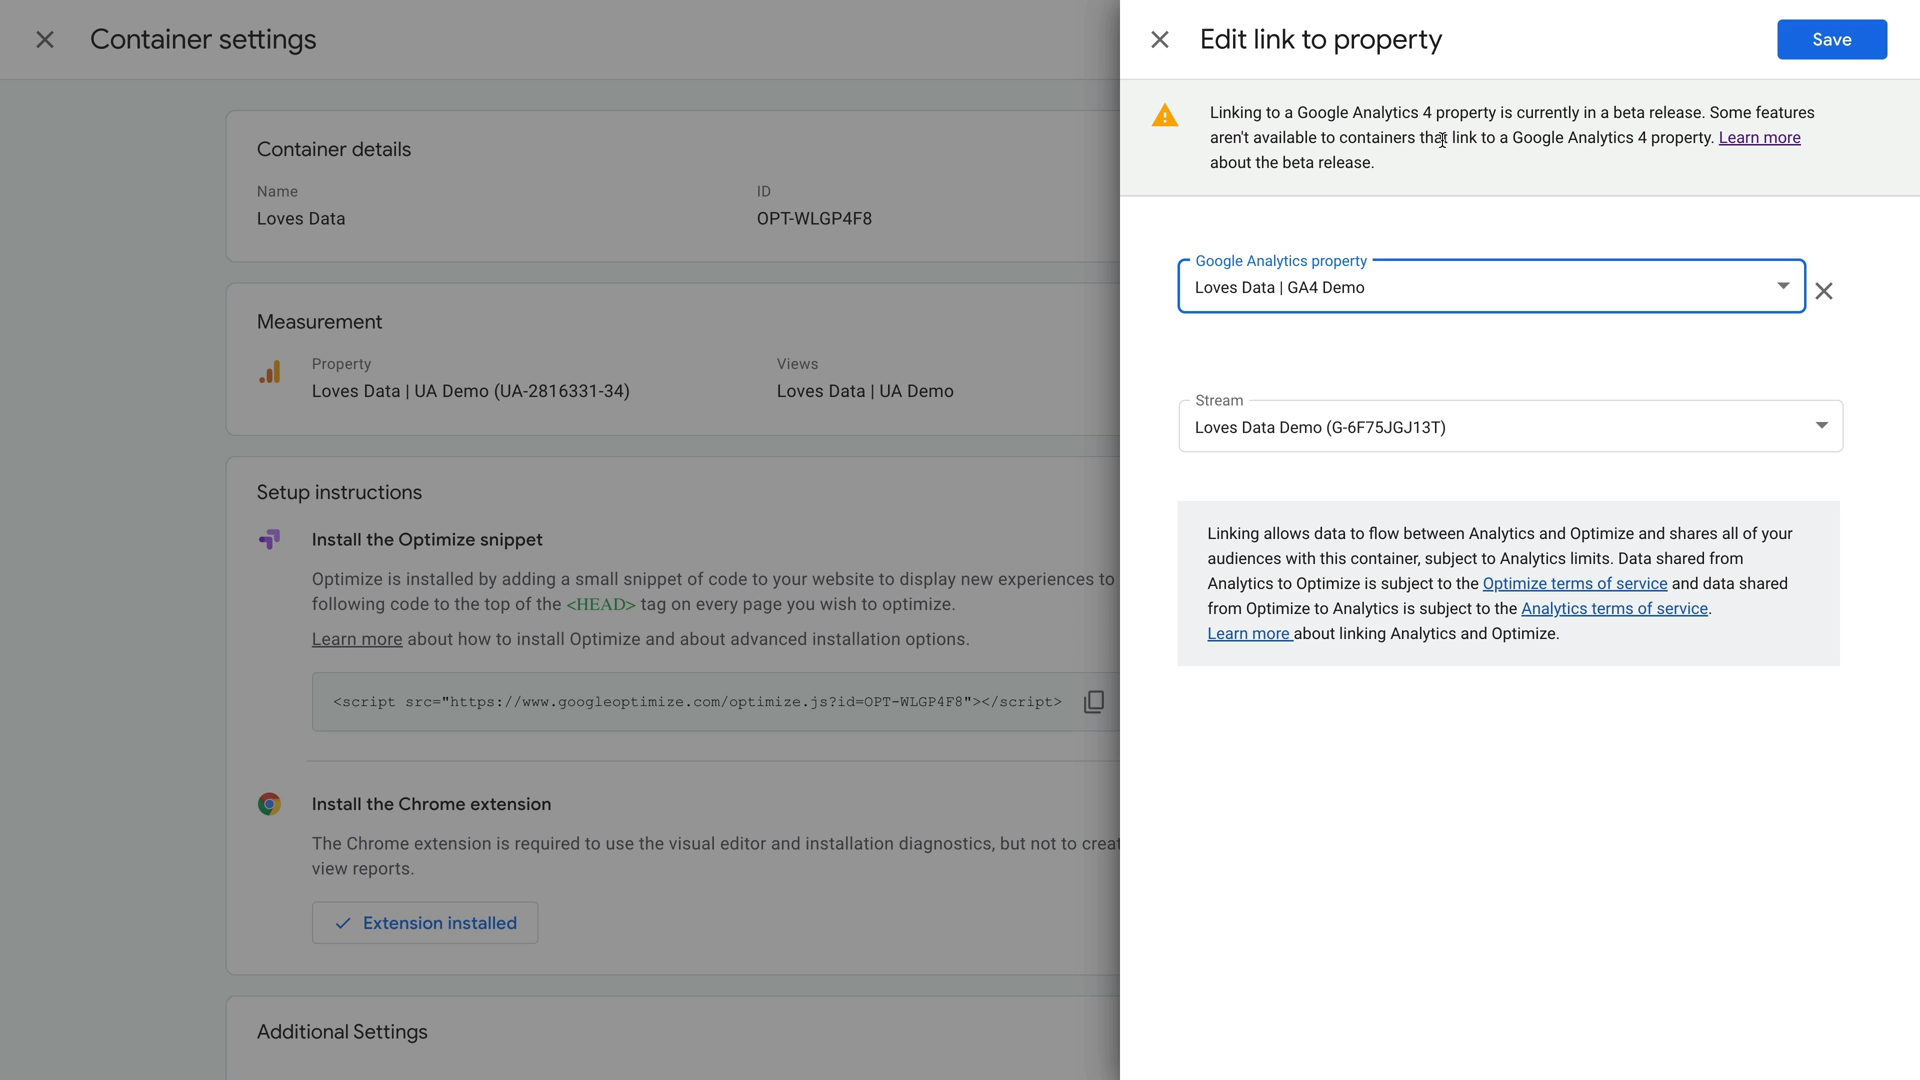 Container settings
Container details
Name
Loves Data
ID
OPT-WLGP4F8
Measurement
Property
Loves Data | UA Demo (UA-2816331-34)
Views
Loves Data | UA Demo
Setup instructions
Install the Optimize snippet
Optimize is installed by adding a small snippet of code to your website to display new experiences to
following code to the top of the <HEAD> tag on every page you wish to optimize.
Learn more about how to install Optimize and about advanced installation options.
<script src="https://www.googleoptimize.com/optimize.js?id=OPT-WLGP4F8"></script>
Install the Chrome extension
The Chrome extension is required to use the visual editor and installation diagnostics, but not to creat
view reports.
Extension installed
Additional Settings
Edit link to property
Save
Linking to a Google Analytics 4 property is currently in a beta release. Some features
aren't available to containers that link to a Google Analytics 4 property. Learn more
about the beta release.
Google Analytics property
Loves Data | GA4 Demo
Stream
Loves Data Demo (G-6F75JGJ13T)
Linking allows data to flow between Analytics and Optimize and shares all of your
audiences with this container, subject to Analytics limits. Data shared from
Analytics to Optimize is subject to the Optimize terms of service and data shared
from Optimize to Analytics is subject to the Analytics terms of service.
Learn more about linking Analytics and Optimize.